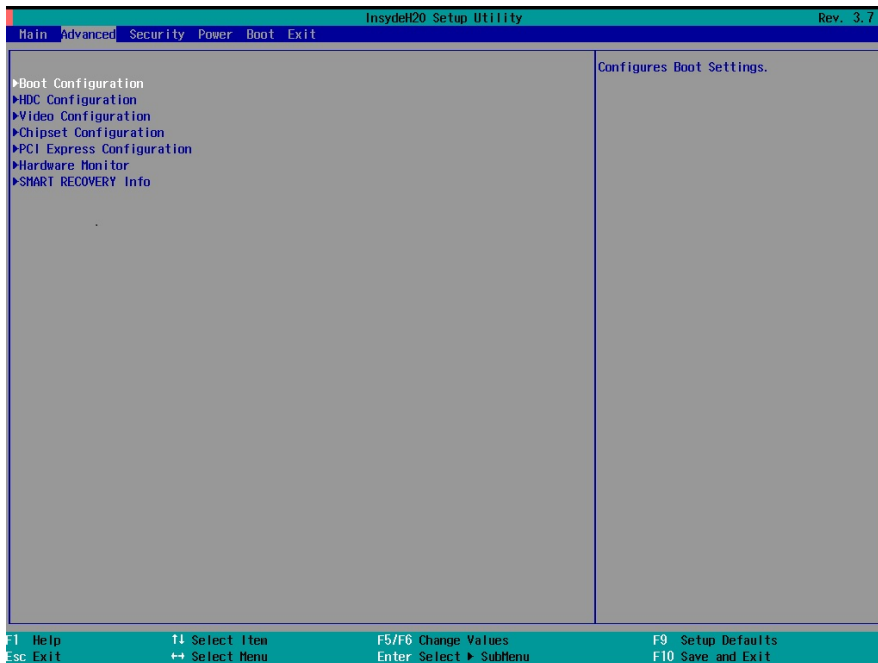 InsydeH20 Setup Utility Rev. 3.7
Main Advanced Security Power Boot Exit
Configures Boot Settings.
▶Boot Configuration
▶HDC Configuration
▶Video Configuration
▶Chipset Configuration
▶PCI Express Configuration
▶Hardware Monitor
▶SMART RECOVERY Info
F1 Help ↑↓ Select Item F5/F6 Change Values F9 Setup Defaults
Esc Exit ↔ Select Menu Enter Select ▶ SubMenu F10 Save and Exit